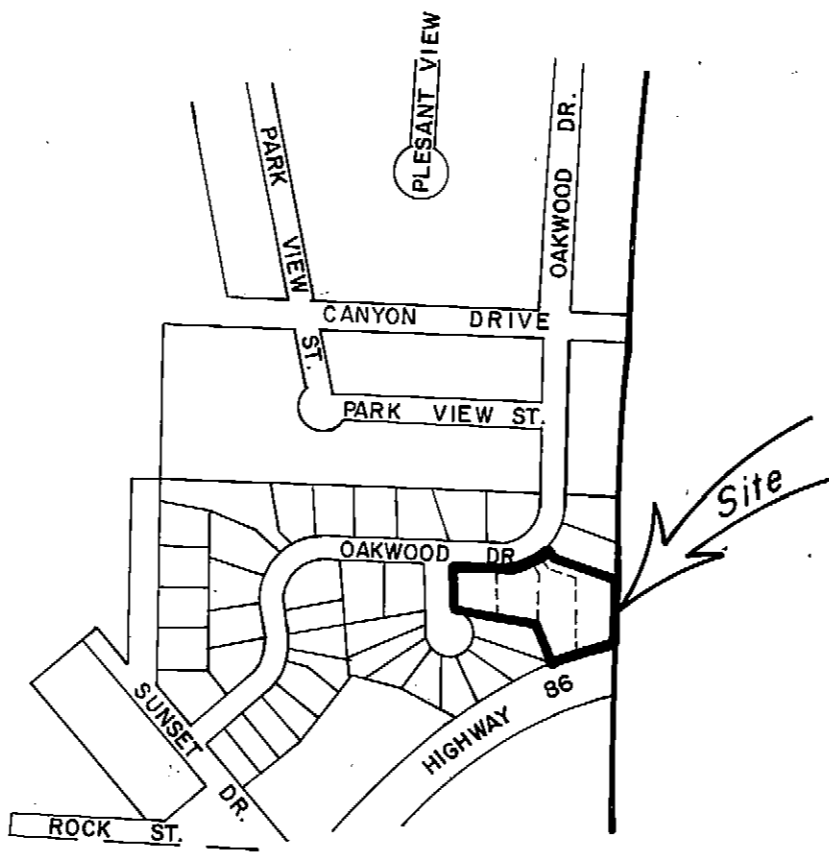 PLESANT VIEW
OAKWOOD DR.
PARK VIEW ST.
CANYON DRIVE
PARK VIEW ST.
Site
OAKWOOD DR.
SUNSET DR.
HIGHWAY 86
ROCK ST.